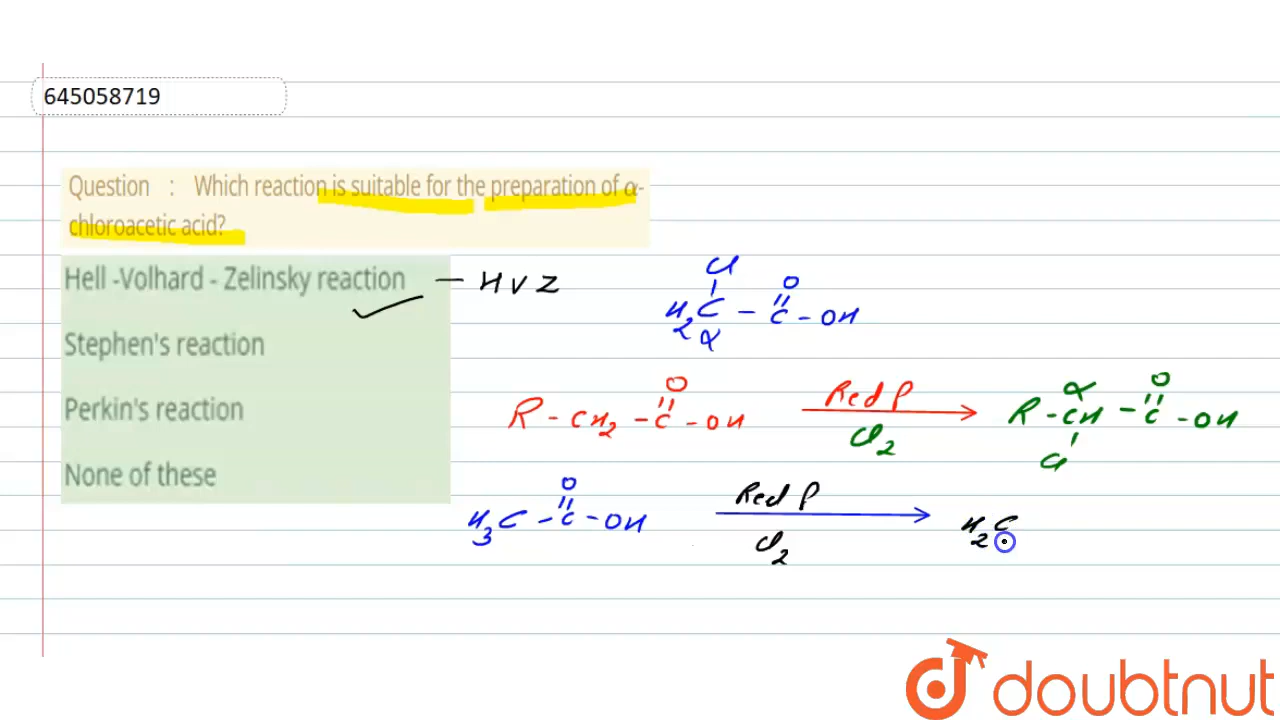 645058719
Question : Which reaction is suitable for the preparation of α-
chloroacetic acid?
Hell -Volhard - Zelinsky reaction
— HVZ
Stephen's reaction
Perkin's reaction
None of these
Cl
O
H2C - C - OH
α
O
R - CH2 - C - OH
Red P
Cl2
α
O
R - CH - C - OH
Cl
O
H3C - C - OH
Red P
Cl2
H2C
doubtnut